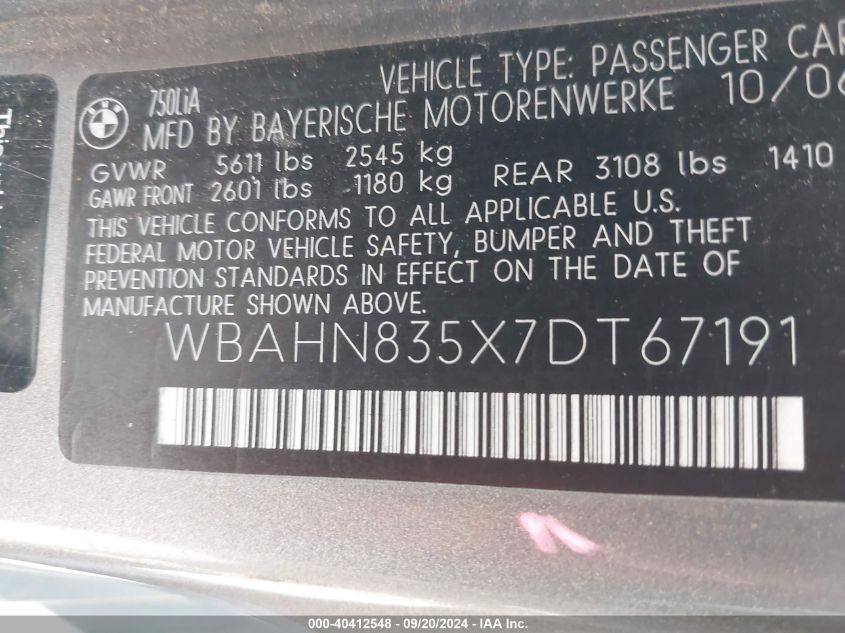 VEHICLE TYPE: PASSENGER CAR
750LiA
MFD BY BAYERISCHE MOTORENWERKE 10/06
GVWR 5611 lbs 2545 kg
GAWR FRONT 2601 lbs 1180 kg REAR 3108 lbs 1410
THIS VEHICLE CONFORMS TO ALL APPLICABLE U.S.
FEDERAL MOTOR VEHICLE SAFETY, BUMPER AND THEFT
PREVENTION STANDARDS IN EFFECT ON THE DATE OF
MANUFACTURE SHOWN ABOVE.
WBAHN835X7DT67191
BMW
000-40412548 - 09/20/2024 - IAA Inc.